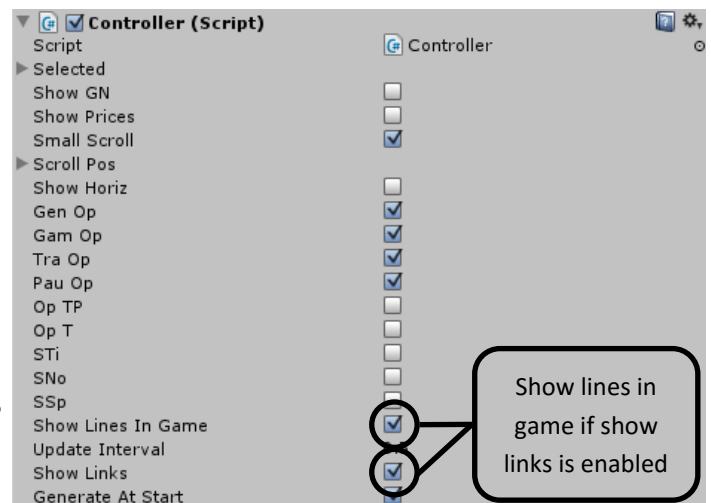 Controller (Script)
Script Controller
Selected
Show GN
Show Prices
Small Scroll
Scroll Pos
Show Horiz
Gen Op
Gam Op
Tra Op
Pau Op
Op TP
Op T
STi
SNo
SSp
Show Lines In Game
Update Interval
Show Links
Generate At Start
Show lines in
game if show
links is enabled